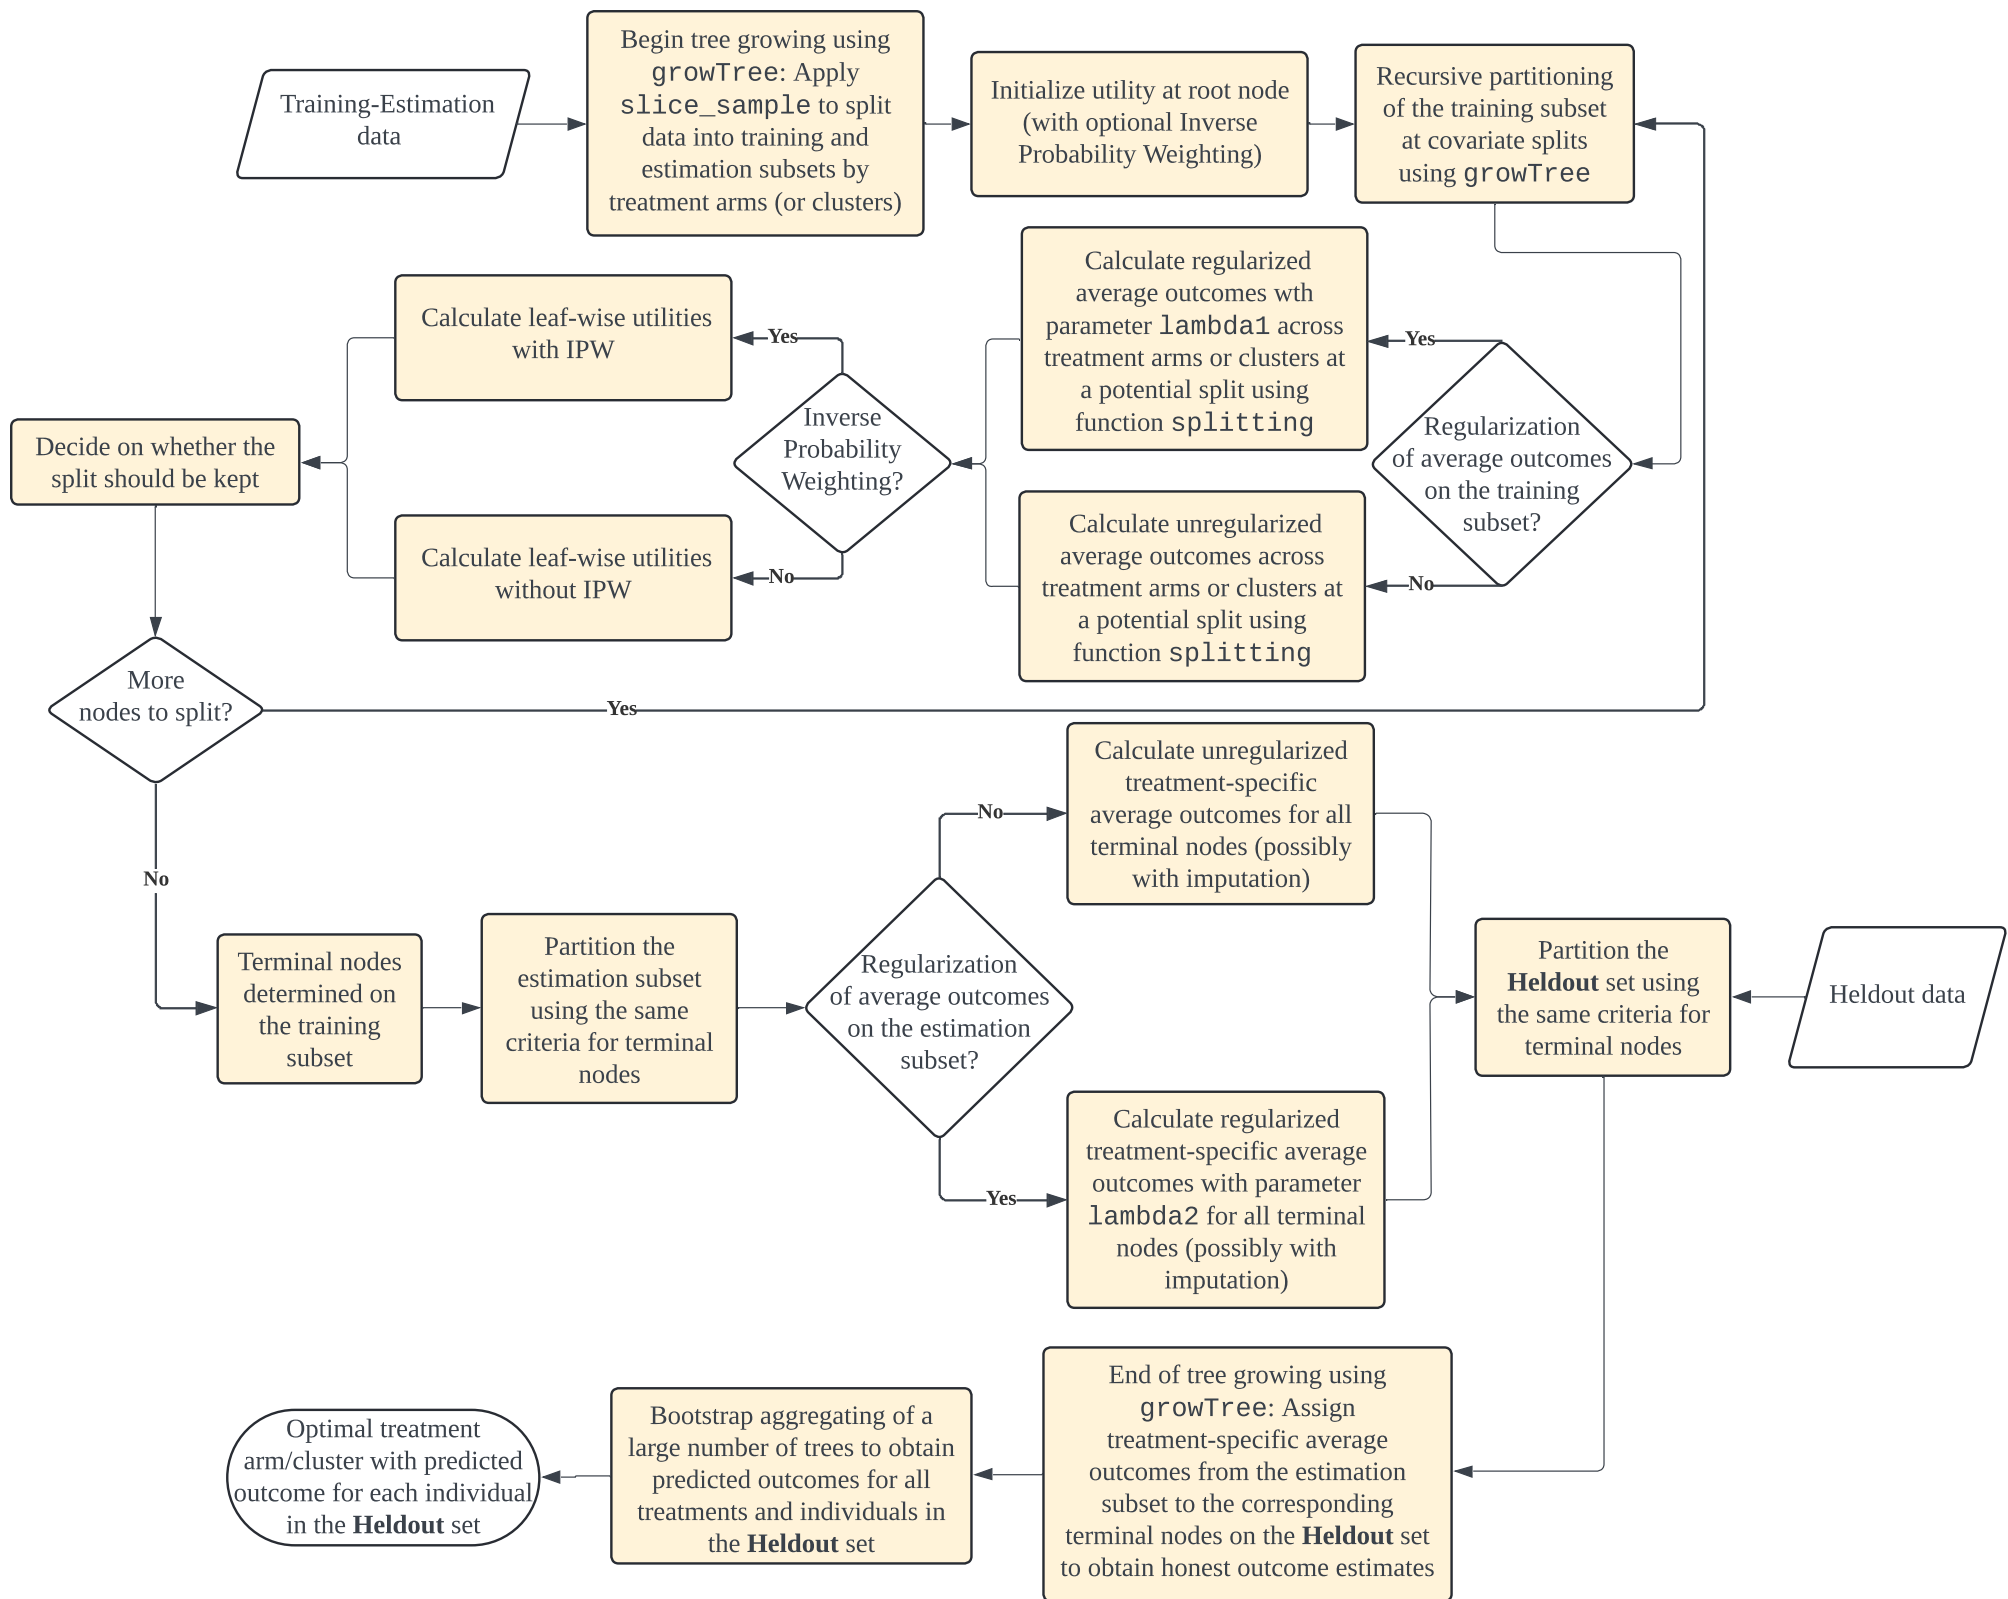 Training-Estimation
data
Begin tree growing using
growTree: Apply
slice_sample to split
data into training and
estimation subsets by
treatment arms (or clusters)
Initialize utility at root node
(with optional Inverse
Probability Weighting)
Recursive partitioning
of the training subset
at covariate splits
using growTree
Regularization
of average outcomes
on the training
subset?
Yes
Calculate regularized
average outcomes wth
parameter lambda1 across
treatment arms or clusters at
a potential split using
function splitting
No
Calculate unregularized
average outcomes across
treatment arms or clusters at
a potential split using
function splitting
Inverse
Probability
Weighting?
Yes
Calculate leaf-wise utilities
with IPW
No
Calculate leaf-wise utilities
without IPW
Decide on whether the
split should be kept
More
nodes to split?
Yes
No
Terminal nodes
determined on
the training
subset
Partition the
estimation subset
using the same
criteria for terminal
nodes
Regularization
of average outcomes
on the estimation
subset?
No
Calculate unregularized
treatment-specific
average outcomes for all
terminal nodes (possibly
with imputation)
Yes
Calculate regularized
treatment-specific average
outcomes with parameter
lambda2 for all terminal
nodes (possibly with
imputation)
Partition the
Heldout set using
the same criteria for
terminal nodes
Heldout data
End of tree growing using
growTree: Assign
treatment-specific average
outcomes from the estimation
subset to the corresponding
terminal nodes on the Heldout set
to obtain honest outcome estimates
Bootstrap aggregating of a
large number of trees to obtain
predicted outcomes for all
treatments and individuals in
the Heldout set
Optimal treatment
arm/cluster with predicted
outcome for each individual
in the Heldout set